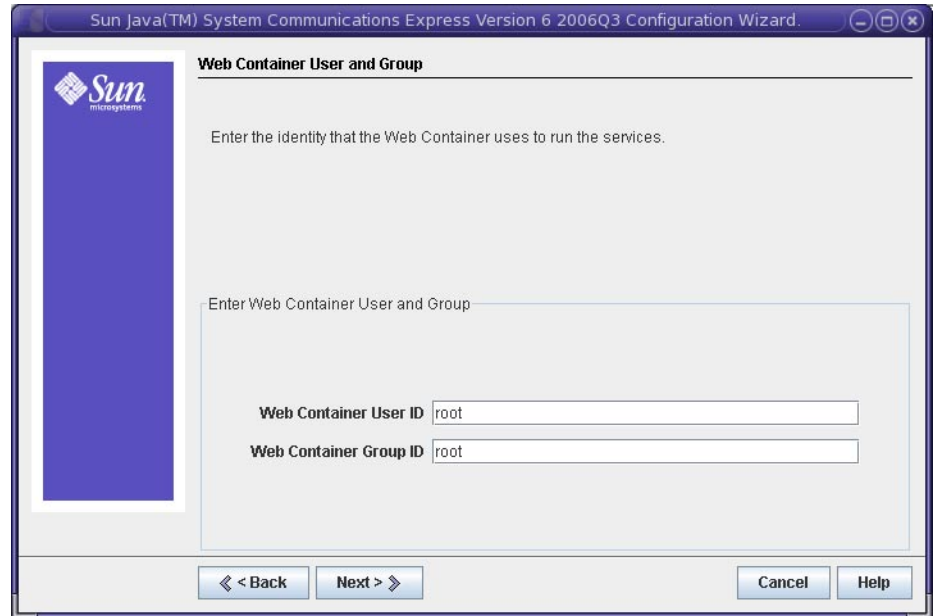 Sun Java(TM) System Communications Express Version 6 2006Q3 Configuration Wizard.
Sun
microsystems
Web Container User and Group
Enter the identity that the Web Container uses to run the services.
Enter Web Container User and Group
Web Container User ID root
Web Container Group ID root
< Back Next > Cancel Help